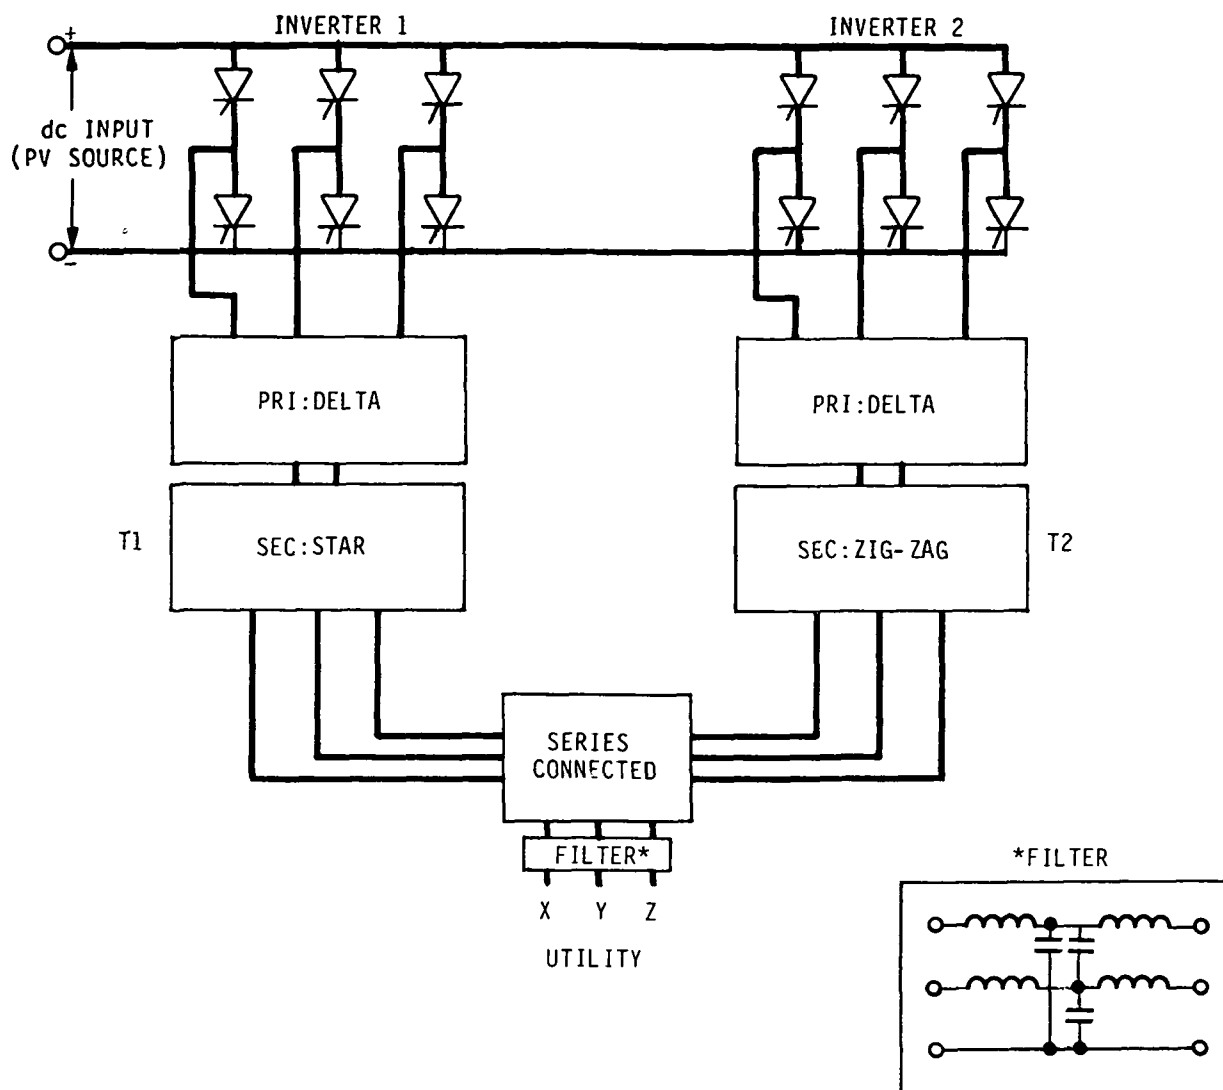 INVERTER 1
INVERTER 2
+
dc INPUT
(PV SOURCE)
-
PRI:DELTA
PRI:DELTA
T1
SEC:STAR
SEC:ZIG-ZAG
T2
SERIES
CONNECTED
FILTER*
X Y Z
UTILITY
*FILTER